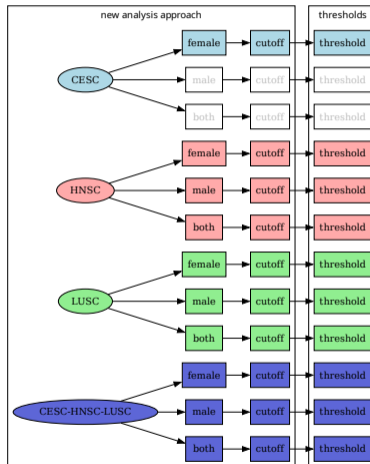 new analysis approach thresholds
female cutoff threshold
CESC male cutoff threshold
both cutoff threshold
female cutoff threshold
HNSC male cutoff threshold
both cutoff threshold
female cutoff threshold
LUSC male cutoff threshold
both cutoff threshold
female cutoff threshold
CESC-HNSC-LUSC male cutoff threshold
both cutoff threshold